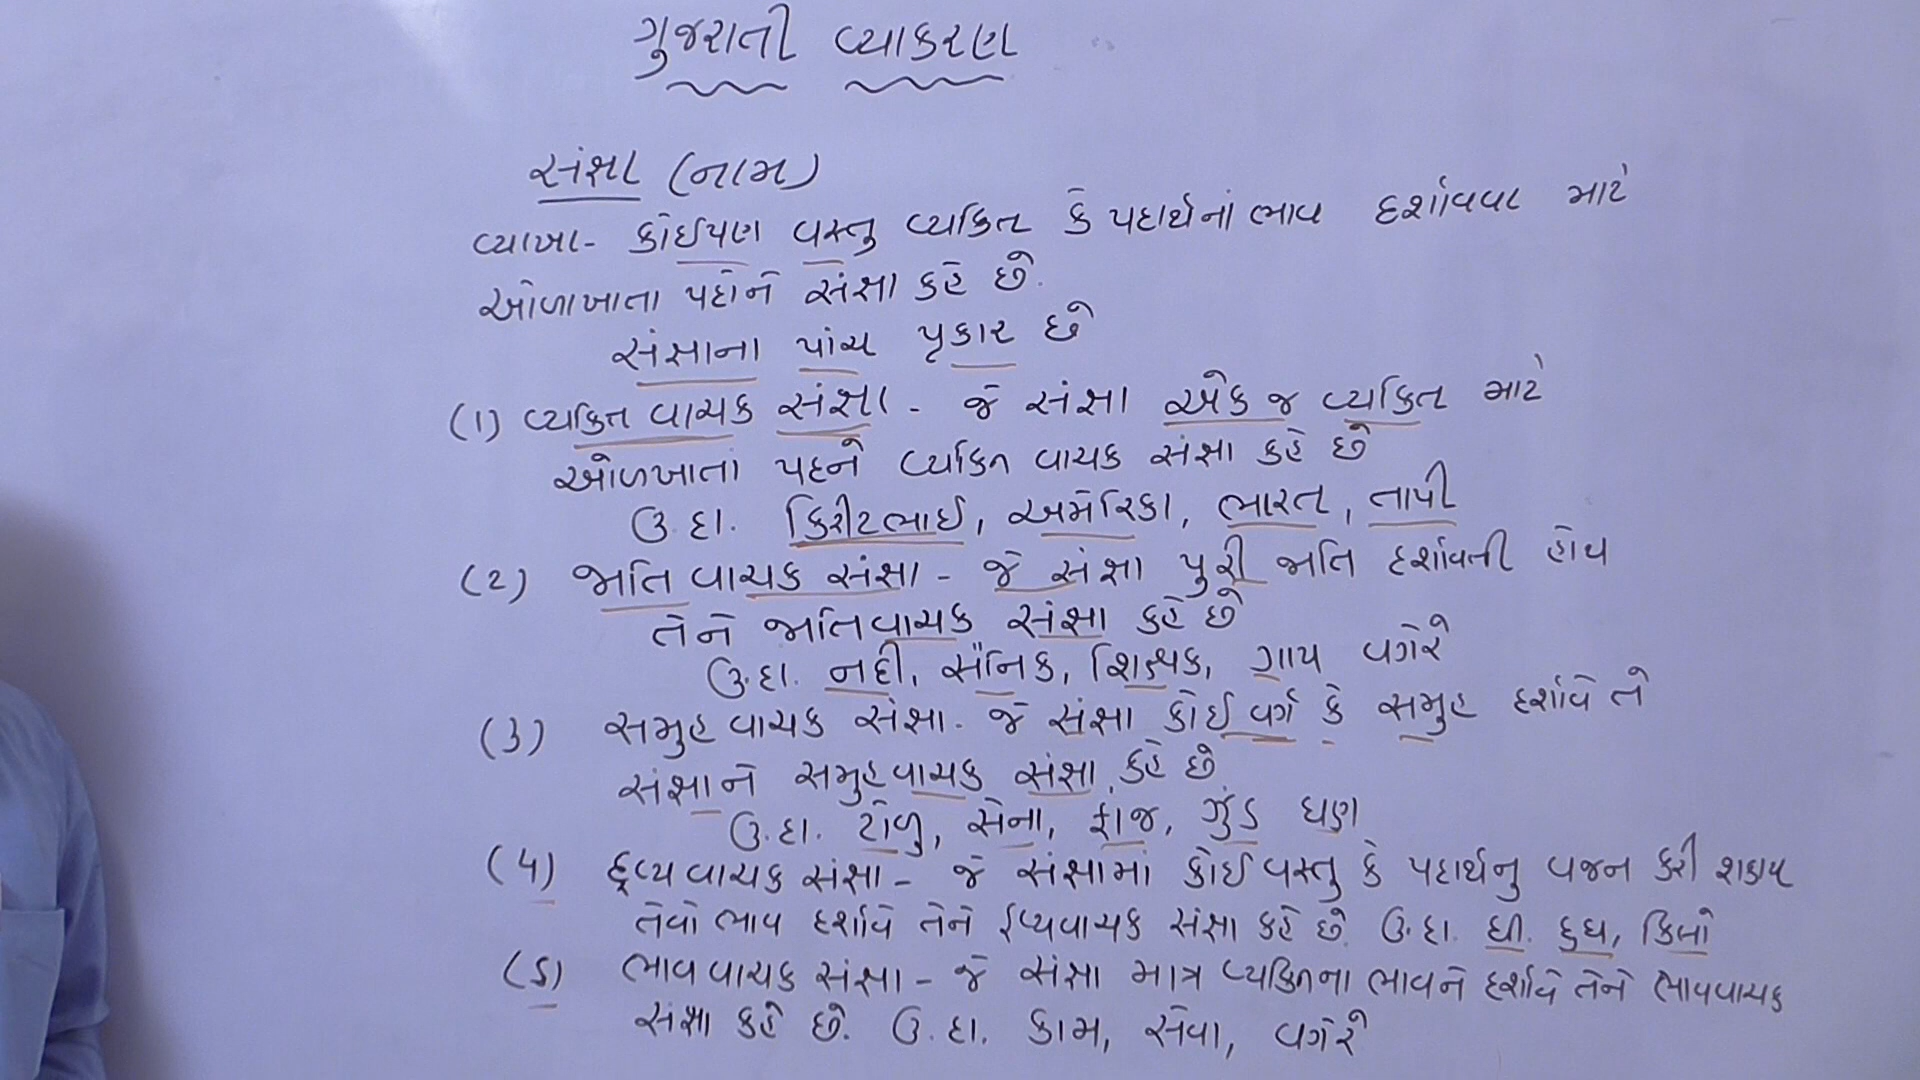 ગુજરાતી વ્યાકરણ
સંજ્ઞા (નામ)
વ્યાખા - કોઈપણ વસ્તુ વ્યકિત કે પદાર્થનાં ભાવ દર્શાવવા માટે
ઓળાખાતા પદોને સંજ્ઞા કહે છે.
સંજ્ઞાના પાંચ પ્રકાર છે
(1) વ્યકિત વાચક સંજ્ઞા - જે સંજ્ઞા એક જ વ્યકિત માટે
ઓળખાતા પદને વ્યકિત વાચક સંજ્ઞા કહે છે
ઉ.દા. કિરીટભાઈ, અમેરિકા, ભારત, તાપી
(2) જાતિ વાચક સંજ્ઞા - જે સંજ્ઞા પુરી જાતિ દર્શાવતી હોય
તેને જાતિવાચક સંજ્ઞા કહે છે
ઉ.દા. નદી, સૈનિક, શિક્ષક, ગાય વગેરે
(3) સમુહ વાચક સંજ્ઞા. જે સંજ્ઞા કોઈ વર્ગ કે સમુહ દર્શાવે તે
સંજ્ઞાને સમુહવાચક સંજ્ઞા કહે છે
ઉ.દા. ટોળુ, સેના, ફોજ, ઝુંડ ધણ
(4) દ્રવ્ય વાચક સંજ્ઞા - જે સંજ્ઞામાં કોઈ વસ્તુ કે પદાર્થનુ વજન કરી શકાય
તેવો ભાવ દર્શાવે તેને દ્રવ્યવાચક સંજ્ઞા કહે છે. ઉ.દા. ઘી. દુધ, કિલો
(5) ભાવ વાચક સંજ્ઞા - જે સંજ્ઞા માત્ર વ્યકિતના ભાવને દર્શાવે તેને ભાવવાચક
સંજ્ઞા કહે છે. ઉ.દા. કામ, સેવા, વગેરે